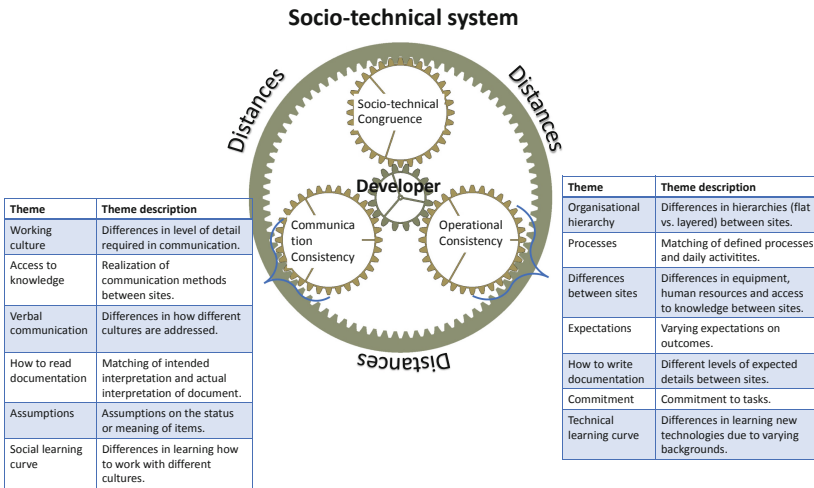 Socio-technical system
Distances
Distances
Socio-technical
Congruence
Developer
Communica
tion
Consistency
Operational
Consistency
Distances
Theme Theme description
Working Differences in level of detail
culture required in communication.
Access to Realization of
knowledge communication methods
between sites.
Verbal Differences in how different
communication cultures are addressed.
How to read Matching of intended
documentation interpretation and actual
interpretation of document.
Assumptions Assumptions on the status
or meaning of items.
Social learning Differences in learning how
curve to work with different
cultures.
Theme Theme description
Organisational Differences in hierarchies (flat
hierarchy vs. layered) between sites.
Processes Matching of defined processes
and daily activitites.
Differences Differences in equipment,
between sites human resources and access
to knowledge between sites.
Expectations Varying expectations on
outcomes.
How to write Different levels of expected
documentation details between sites.
Commitment Commitment to tasks.
Technical Differences in learning new
learning curve technologies due to varying
backgrounds.